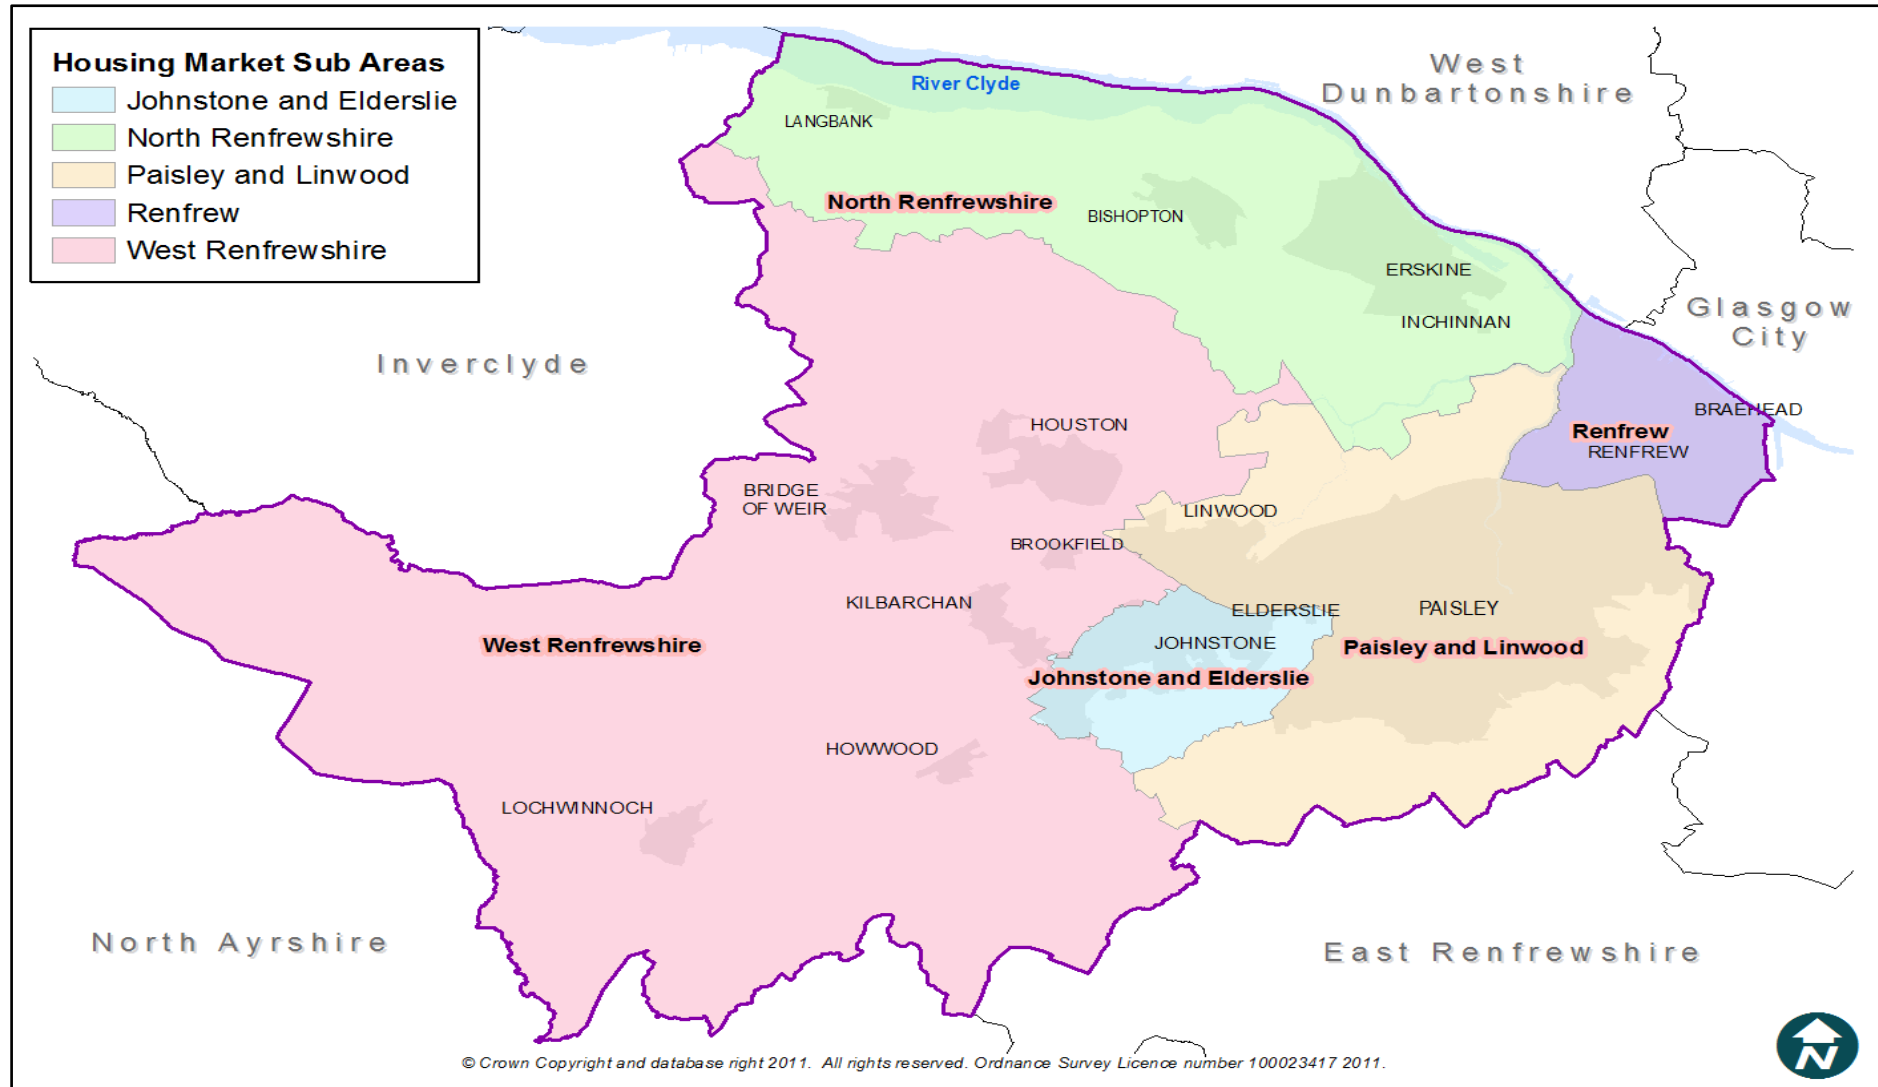 Housing Market Sub Areas
Johnstone and Elderslie
North Renfrewshire
Paisley and Linwood
Renfrew
West Renfrewshire
West
Dunbartonshire
River Clyde
LANGBANK
North Renfrewshire
BISHOPTON
ERSKINE
INCHINNAN
Glasgow
City
Inverclyde
BRAEHEAD
HOUSTON
Renfrew
RENFREW
BRIDGE
OF WEIR
LINWOOD
BROOKFIELD
KILBARCHAN
ELDERSLIE
PAISLEY
West Renfrewshire
JOHNSTONE
Paisley and Linwood
Johnstone and Elderslie
HOWWOOD
LOCHWINNOCH
North Ayrshire
East Renfrewshire
N
© Crown Copyright and database right 2011. All rights reserved. Ordnance Survey Licence number 100023417 2011.